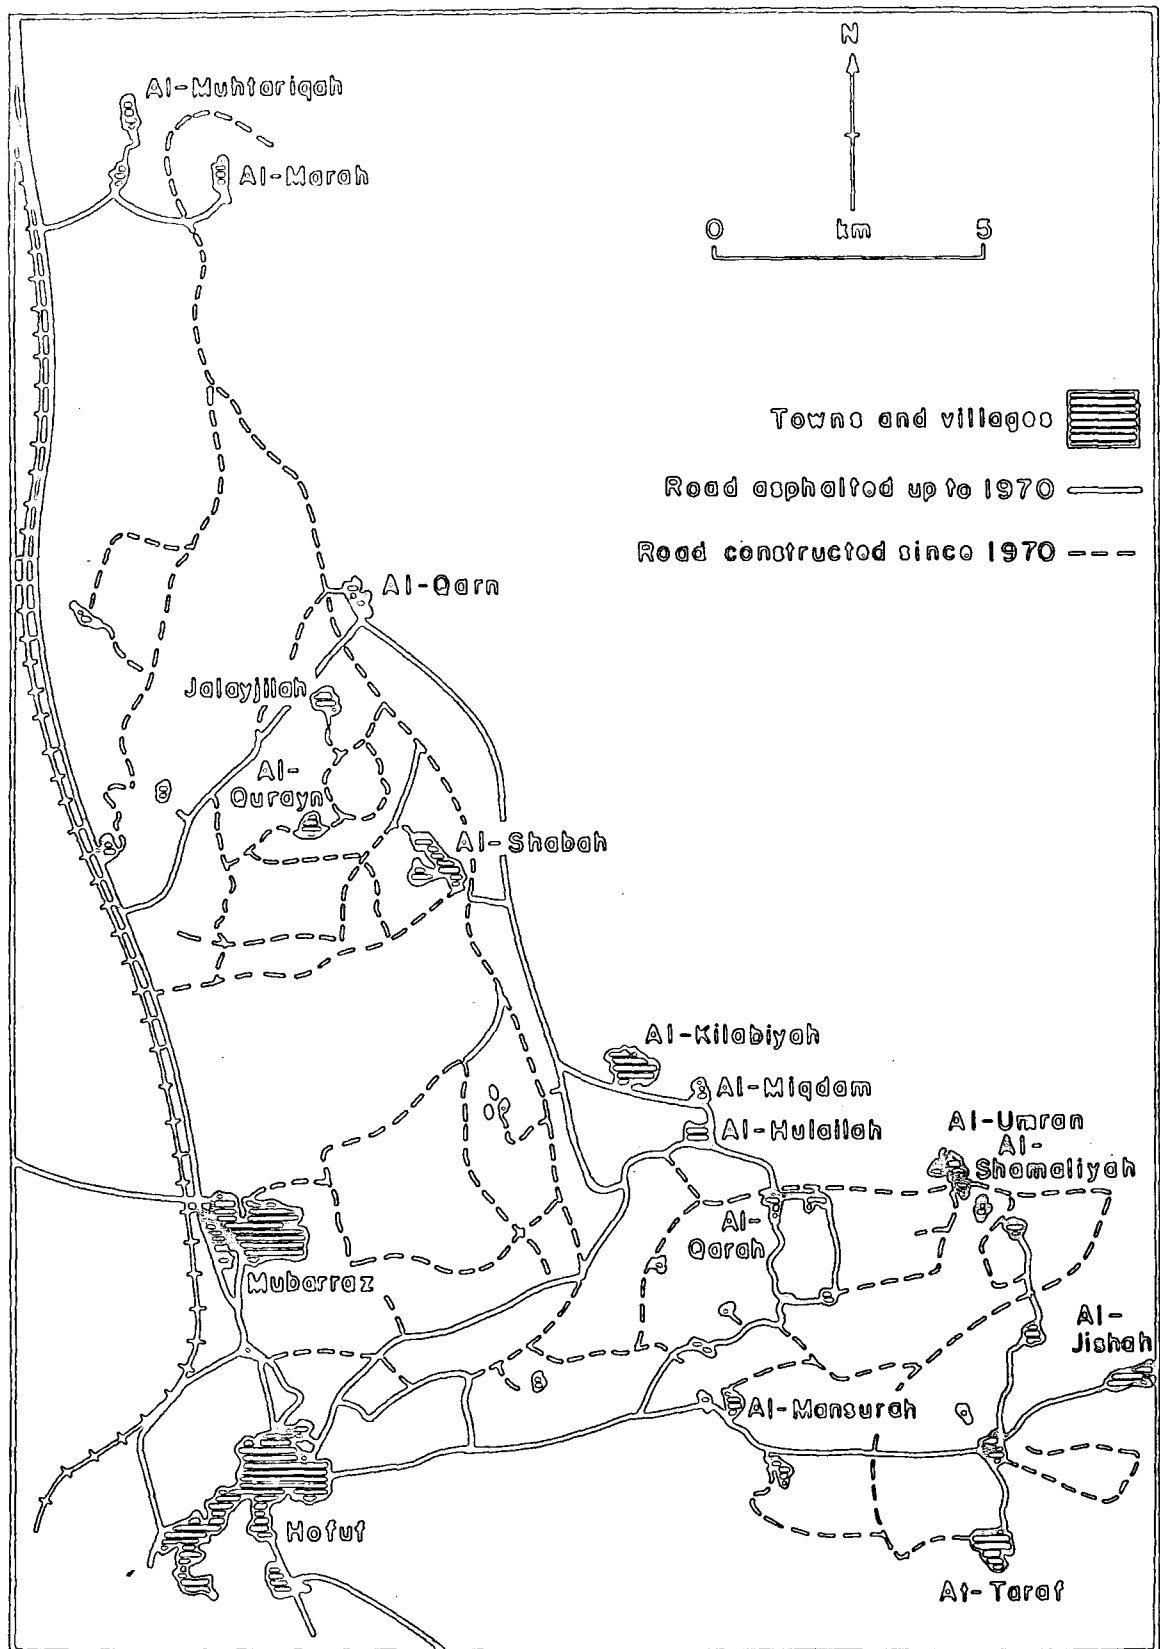 N
Al-Muhtariqah
Al-Marah
0 km 5
Towns and villages
Road asphalted up to 1970
Road constructed since 1970
Al-Qarn
Jalayjilah
Al-
Qurayn
Al-Shabah
Al-Kilabiyah
Al-Miqdam
Al-Hulailah
Al-Umran
Al-
Shamaliyah
Al-
Qarah
Mubarraz
Al-
Jishah
Al-Mansurah
Hofuf
At-Taraf